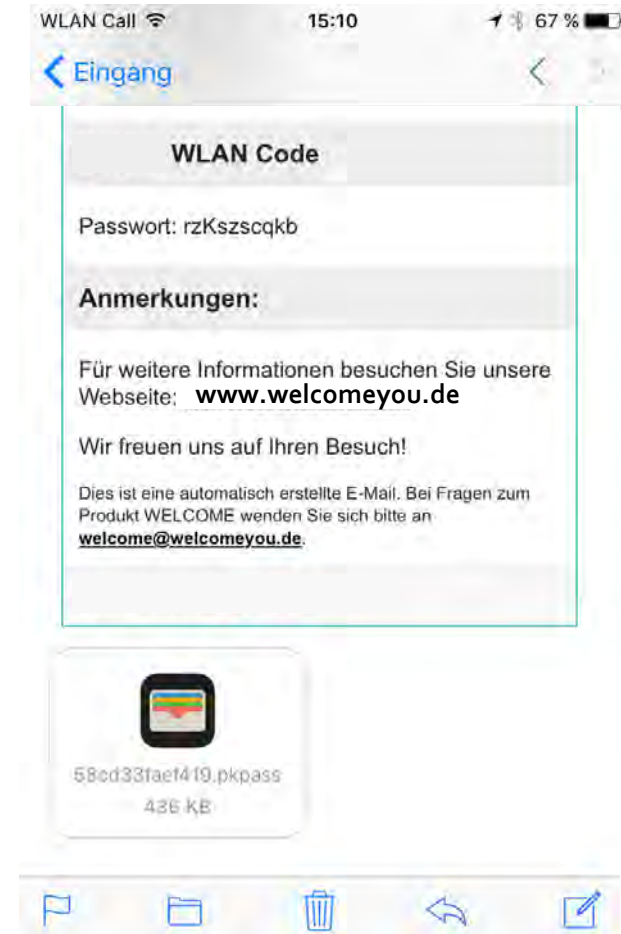 WLAN Call 15:10 67 %
Eingang
WLAN Code
Passwort: rzKszscqkb
Anmerkungen:
Für weitere Informationen besuchen Sie unsere
Webseite: www.welcomeyou.de
Wir freuen uns auf Ihren Besuch!
Dies ist eine automatisch erstellte E-Mail. Bei Fragen zum
Produkt WELCOME wenden Sie sich bitte an
welcome@welcomeyou.de.
58cd33faef419.pkpass
436 KB